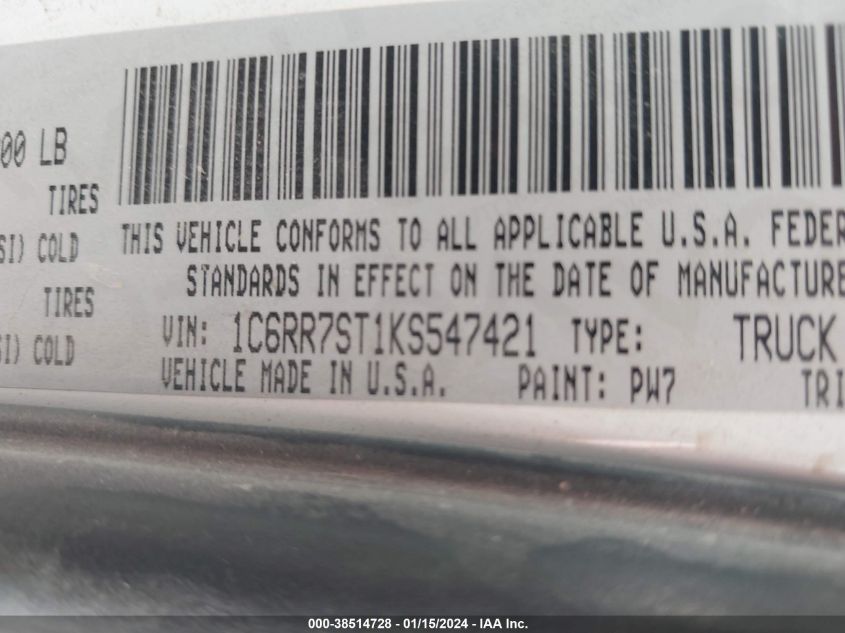 00 LB
TIRES
SI) COLD
TIRES
SI) COLD
THIS VEHICLE CONFORMS TO ALL APPLICABLE U.S.A. FEDER
STANDARDS IN EFFECT ON THE DATE OF MANUFACTURE
VIN: 1C6RR7ST1KS547421 TYPE: TRUCK
VEHICLE MADE IN U.S.A. PAINT: PW7 TRI
000-38514728 - 01/15/2024 - IAA Inc.